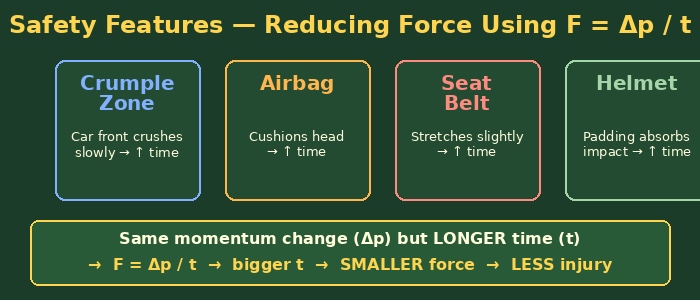 Safety Features — Reducing Force Using F = Δp / t
Crumple
Zone
Car front crushes
slowly → ↑ time
Airbag
Cushions head
→ ↑ time
Seat
Belt
Stretches slightly
→ ↑ time
Helmet
Padding absorbs
impact → ↑ time
Same momentum change (Δp) but LONGER time (t)
→ F = Δp / t → bigger t → SMALLER force → LESS injury